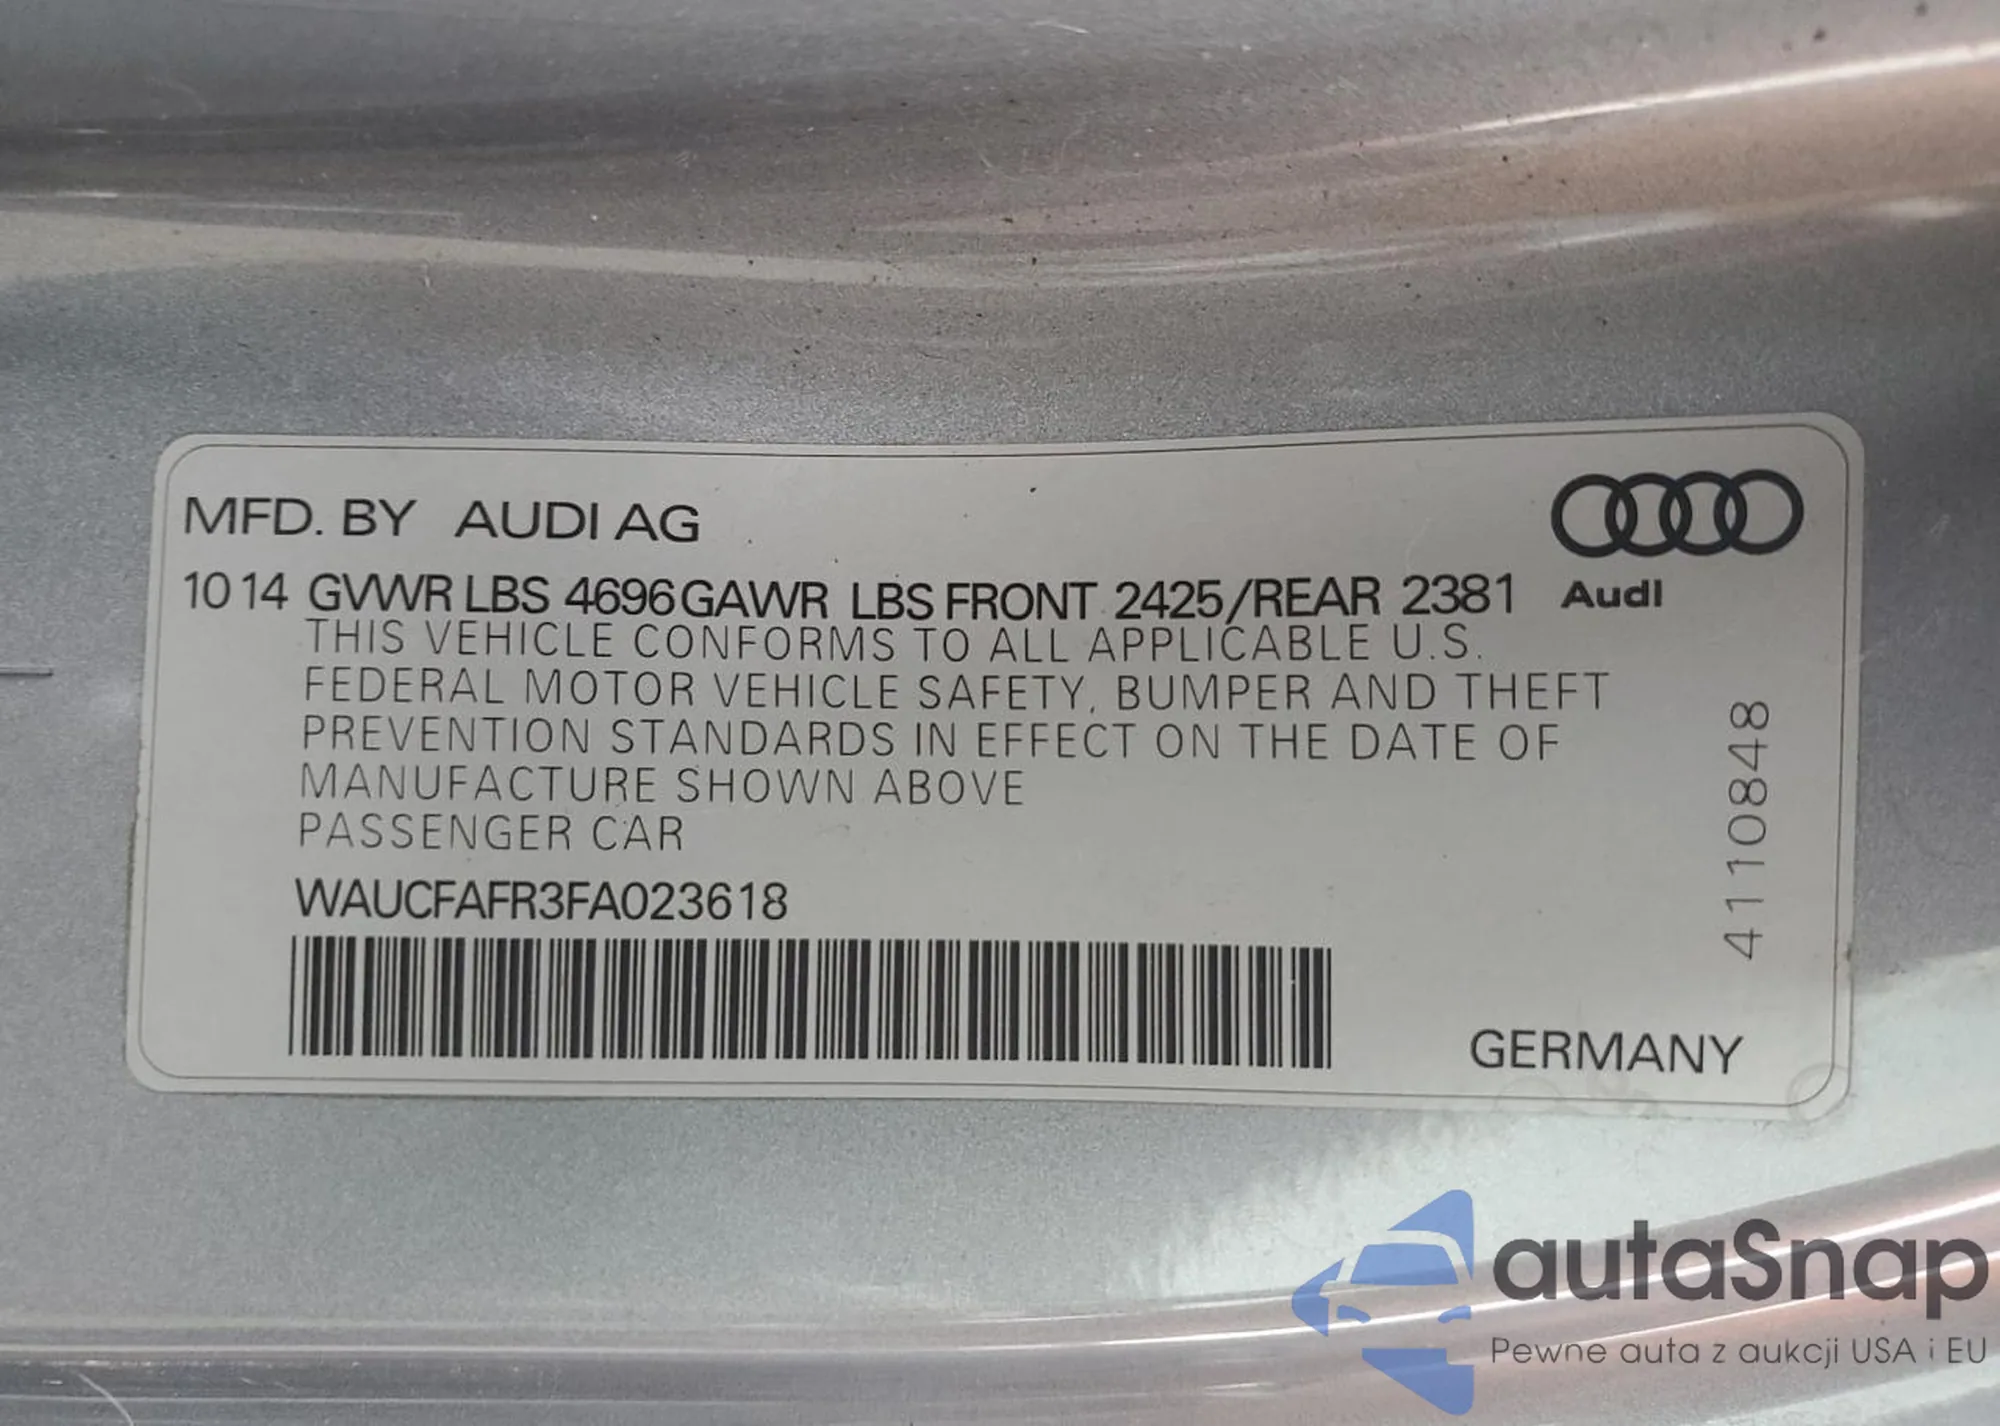 MFD. BY AUDI AG
10 14 GVWR LBS 4696 GAWR LBS FRONT 2425/REAR 2381
Audi
THIS VEHICLE CONFORMS TO ALL APPLICABLE U.S.
FEDERAL MOTOR VEHICLE SAFETY, BUMPER AND THEFT
PREVENTION STANDARDS IN EFFECT ON THE DATE OF
MANUFACTURE SHOWN ABOVE
PASSENGER CAR
WAUCFAFR3FA023618
4110848
GERMANY
autaSnap
Pewne auta z aukcji USA i EU